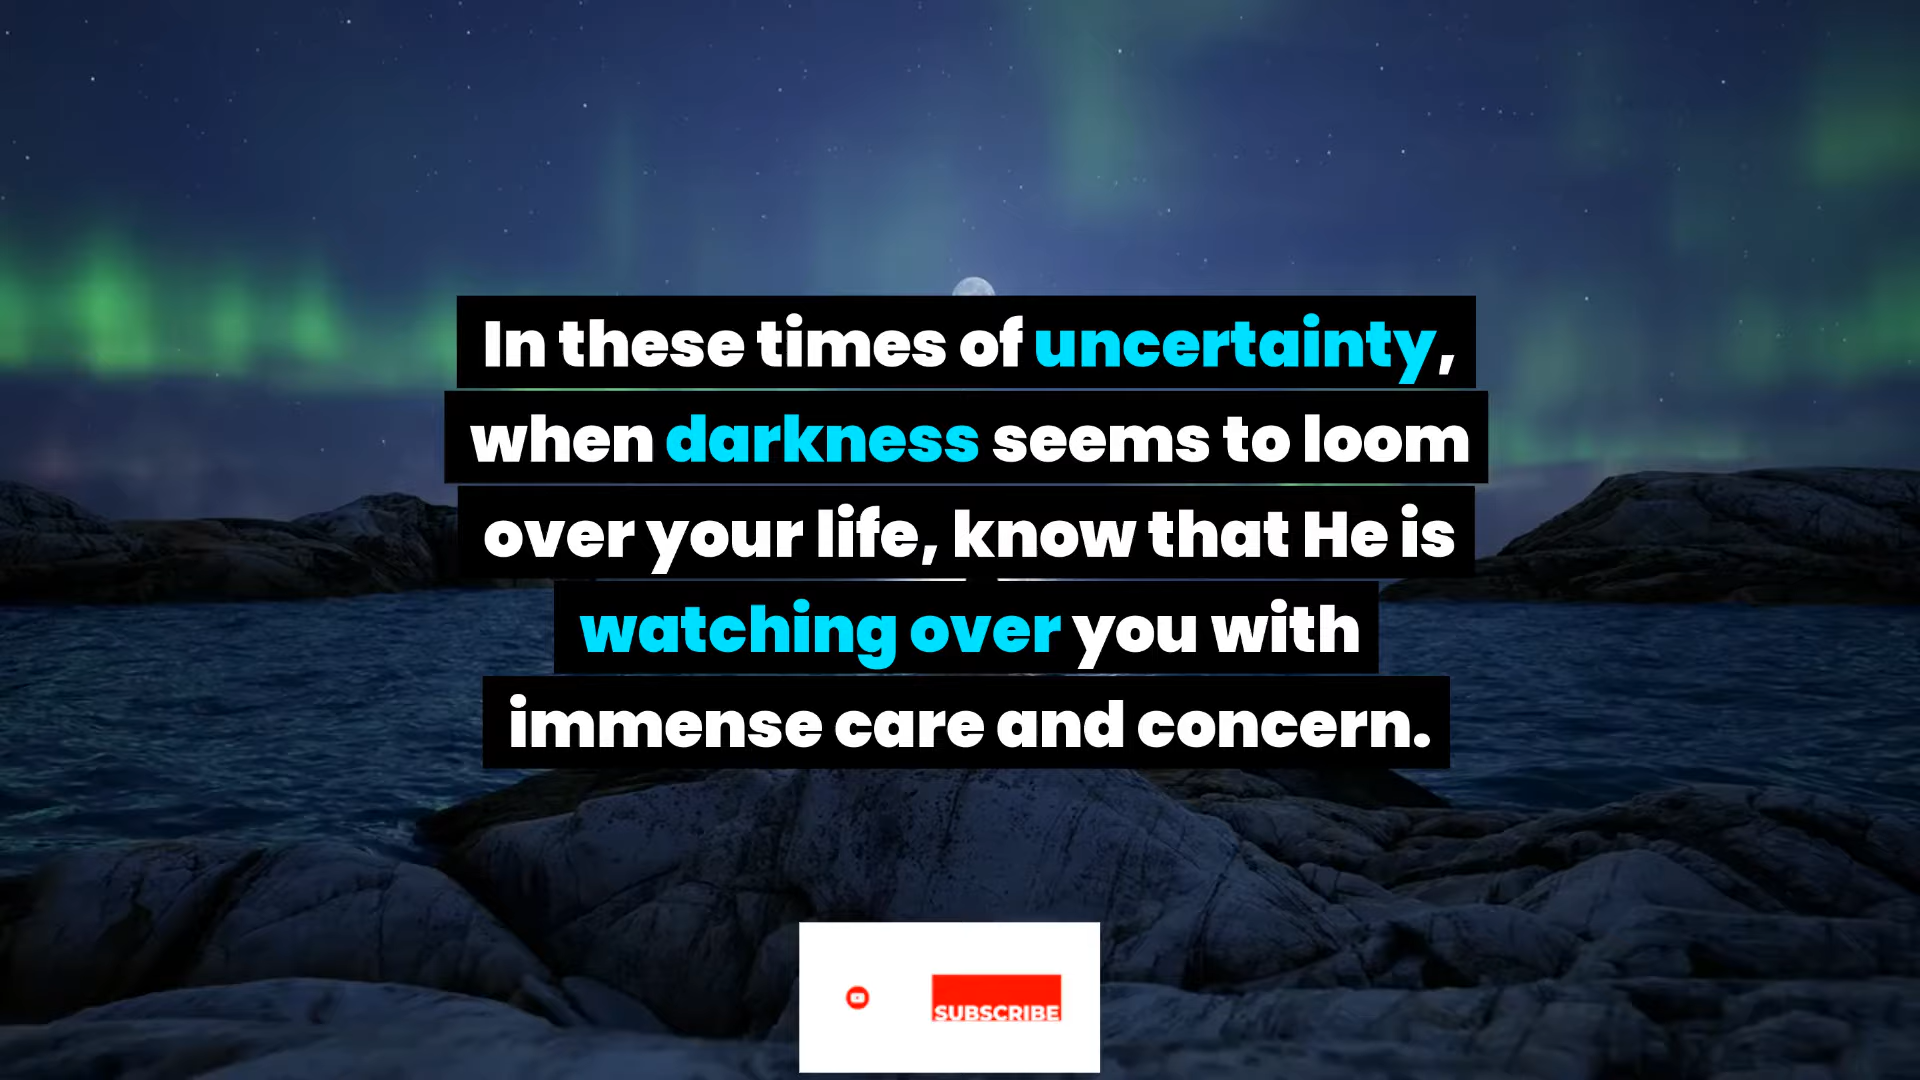 In these times of uncertainty,
when darkness seems to loom
over your life, know that He is
watching over you with
immense care and concern.
SUBSCRIBE